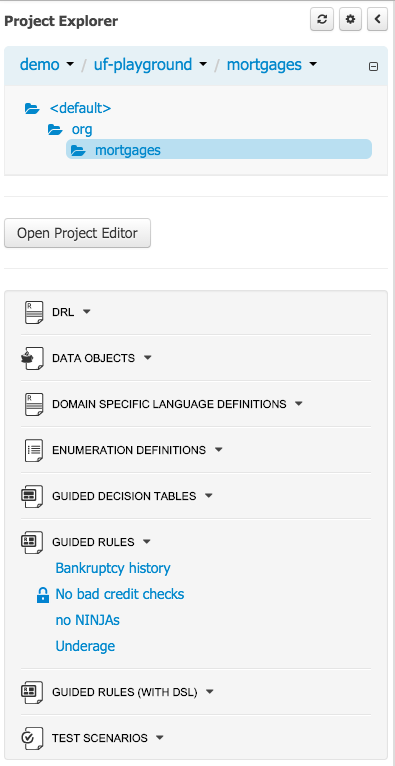 Project Explorer
demo / uf-playground / mortgages
<default>
org
mortgages
Open Project Editor
DRL
DATA OBJECTS
DOMAIN SPECIFIC LANGUAGE DEFINITIONS
ENUMERATION DEFINITIONS
GUIDED DECISION TABLES
GUIDED RULES
Bankruptcy history
No bad credit checks
no NINJAs
Underage
GUIDED RULES (WITH DSL)
TEST SCENARIOS